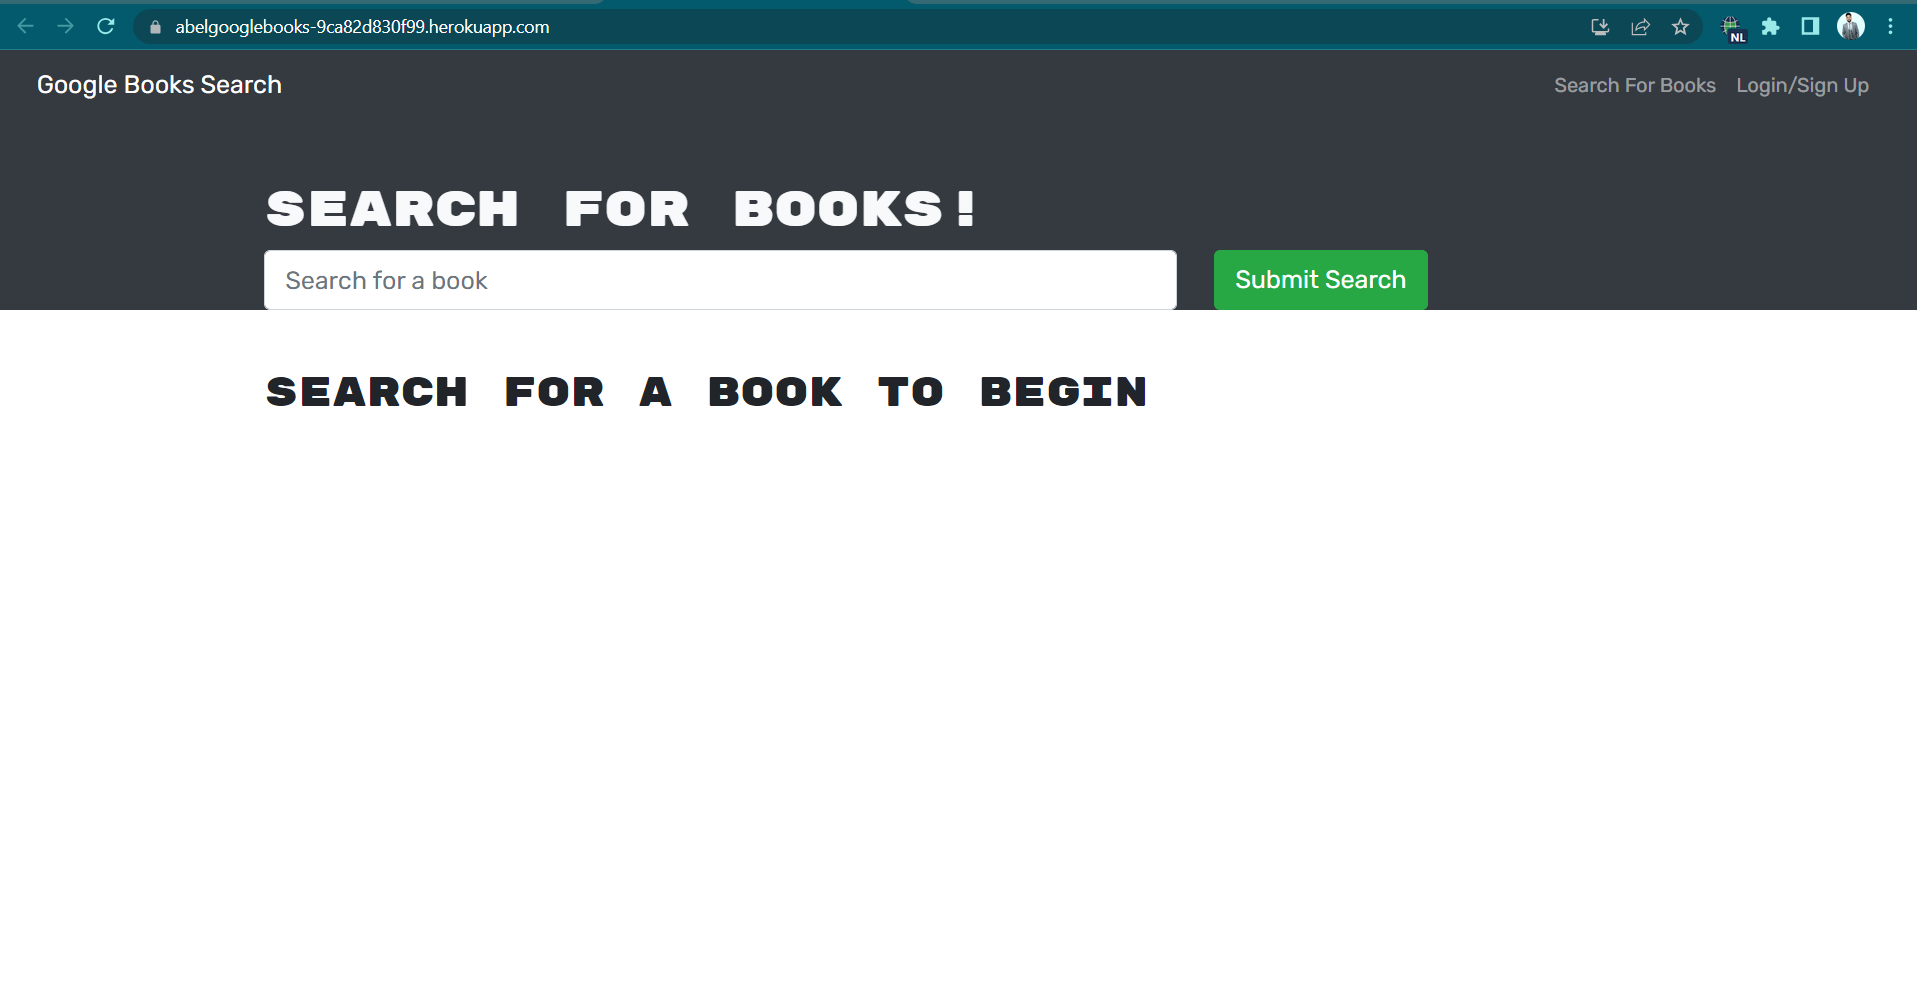 abelgooglebooks-9ca82d830f99.herokuapp.com
NL
Google Books Search
Search For Books
Login/Sign Up
SEARCH FOR BOOKS!
Search for a book
Submit Search
SEARCH FOR A BOOK TO BEGIN